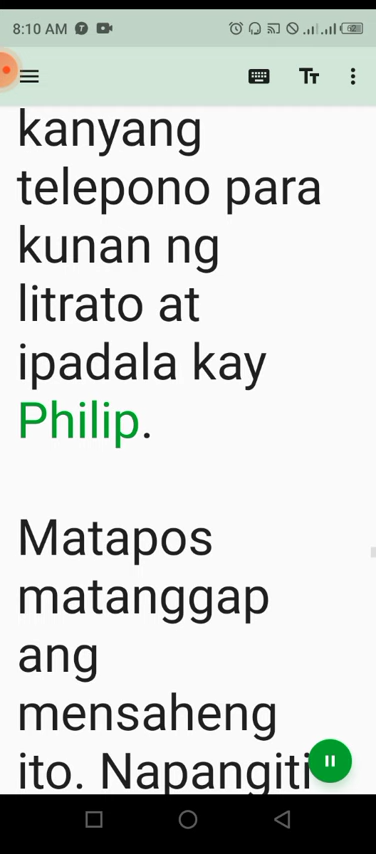 8:10 AM
kanyang
telepono para
kunan ng
litrato at
ipadala kay
Philip.
Matapos
matanggap
ang
mensaheng
ito. Napangiti